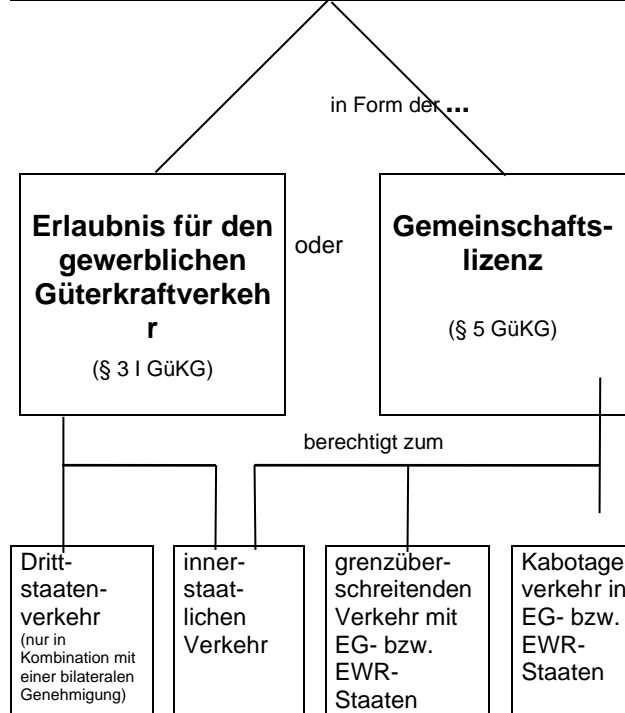 in Form der ...
Erlaubnis für den
gewerblichen
Güterkraftverkeh
r
(§ 3 I GüKG)
oder
Gemeinschafts-
lizenz
(§ 5 GüKG)
berechtigt zum
Dritt-
staaten-
verkehr
(nur in
Kombination mit
einer bilateralen
Genehmigung)
inner-
staat-
lichen
Verkehr
grenzüber-
schreitenden
Verkehr mit
EG- bzw.
EWR-
Staaten
Kabotage
verkehr in
EG- bzw.
EWR-
Staaten